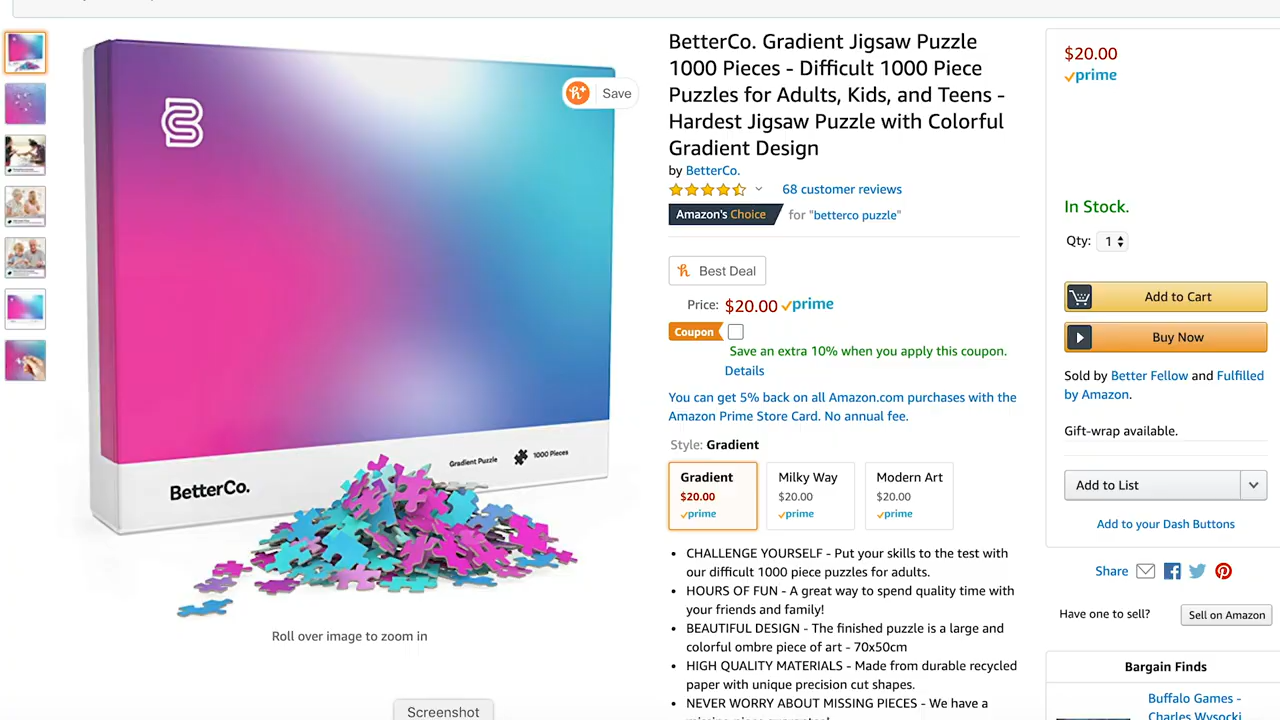 BetterCo. Gradient Jigsaw Puzzle
1000 Pieces - Difficult 1000 Piece
Puzzles for Adults, Kids, and Teens -
Hardest Jigsaw Puzzle with Colorful
Gradient Design
by BetterCo.
68 customer reviews
Amazon's Choice for "betterco puzzle"
Best Deal
Price: $20.00 prime
Coupon
Save an extra 10% when you apply this coupon.
Details
You can get 5% back on all Amazon.com purchases with the
Amazon Prime Store Card. No annual fee.
Style: Gradient
Gradient
$20.00
prime
Milky Way
$20.00
prime
Modern Art
$20.00
prime
• CHALLENGE YOURSELF - Put your skills to the test with
our difficult 1000 piece puzzles for adults.
• HOURS OF FUN - A great way to spend quality time with
your friends and family!
• BEAUTIFUL DESIGN - The finished puzzle is a large and
colorful ombre piece of art - 70x50cm
• HIGH QUALITY MATERIALS - Made from durable recycled
paper with unique precision cut shapes.
• NEVER WORRY ABOUT MISSING PIECES - We have a
Save
BetterCo.
Gradient Puzzle
1000 Pieces
Roll over image to zoom in
Screenshot
$20.00
prime
In Stock.
Qty: 1
Add to Cart
Buy Now
Sold by Better Fellow and Fulfilled
by Amazon.
Gift-wrap available.
Add to List
Add to your Dash Buttons
Share
Have one to sell? Sell on Amazon
Bargain Finds
Buffalo Games -
Charles Wysocki